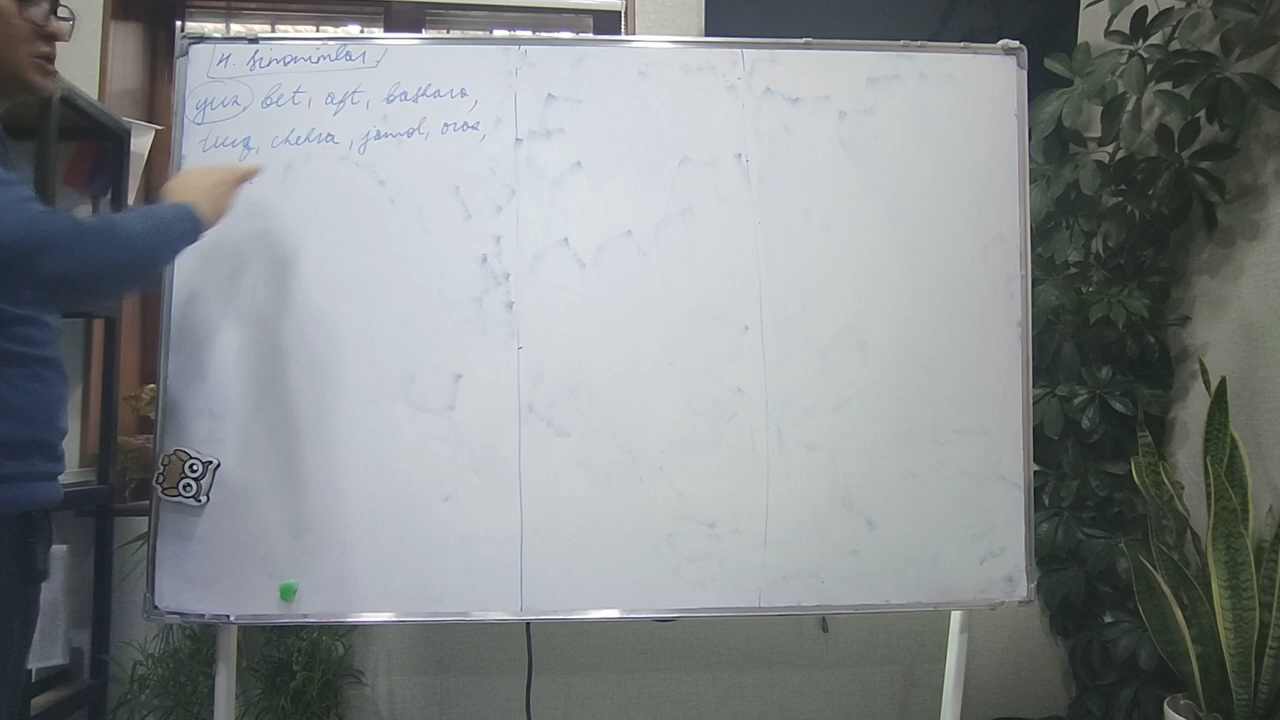 4. Sinonimlar
yuz, bet, aft, bashara,
turq, chehra, jamol, oraz,